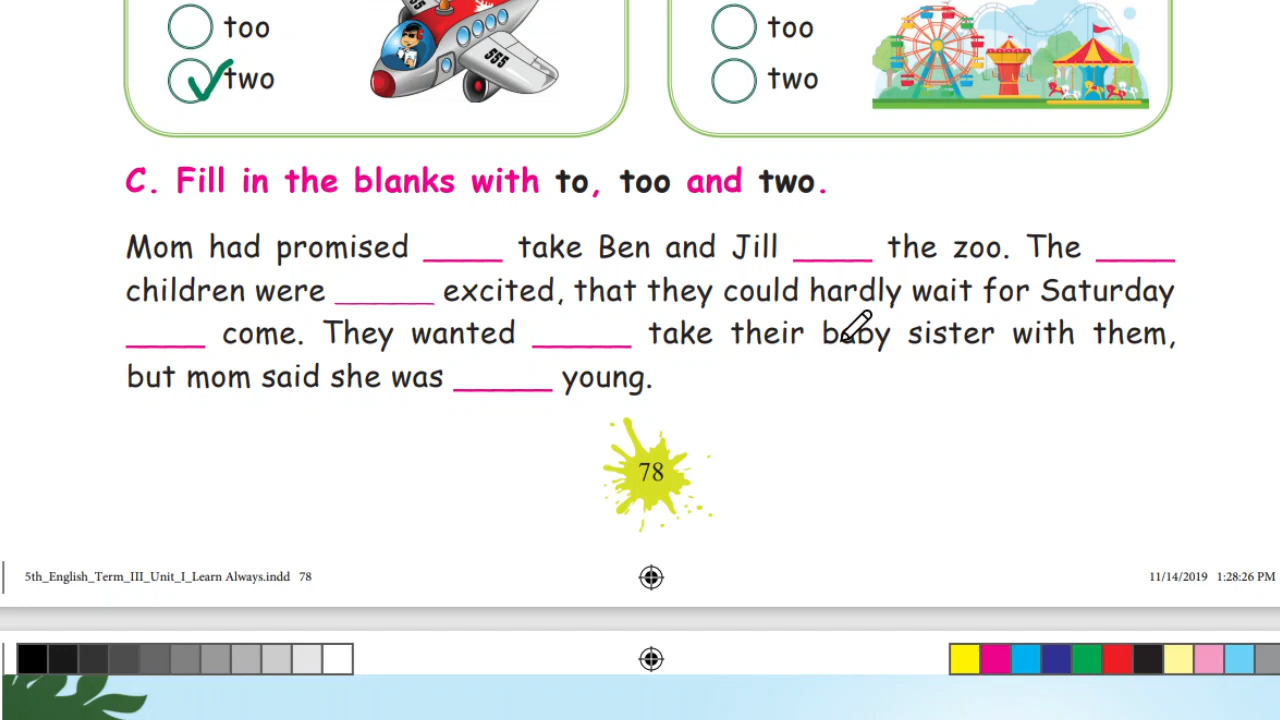 too
two
555
555
too
two
C. Fill in the blanks with to, too and two.
Mom had promised _____ take Ben and Jill _____ the zoo. The _____
children were ______ excited, that they could hardly wait for Saturday
_____ come. They wanted ______ take their baby sister with them,
but mom said she was ______ young.
78
5th_English_Term_III_Unit_I_Learn Always.indd 78
11/14/2019 1:28:26 PM